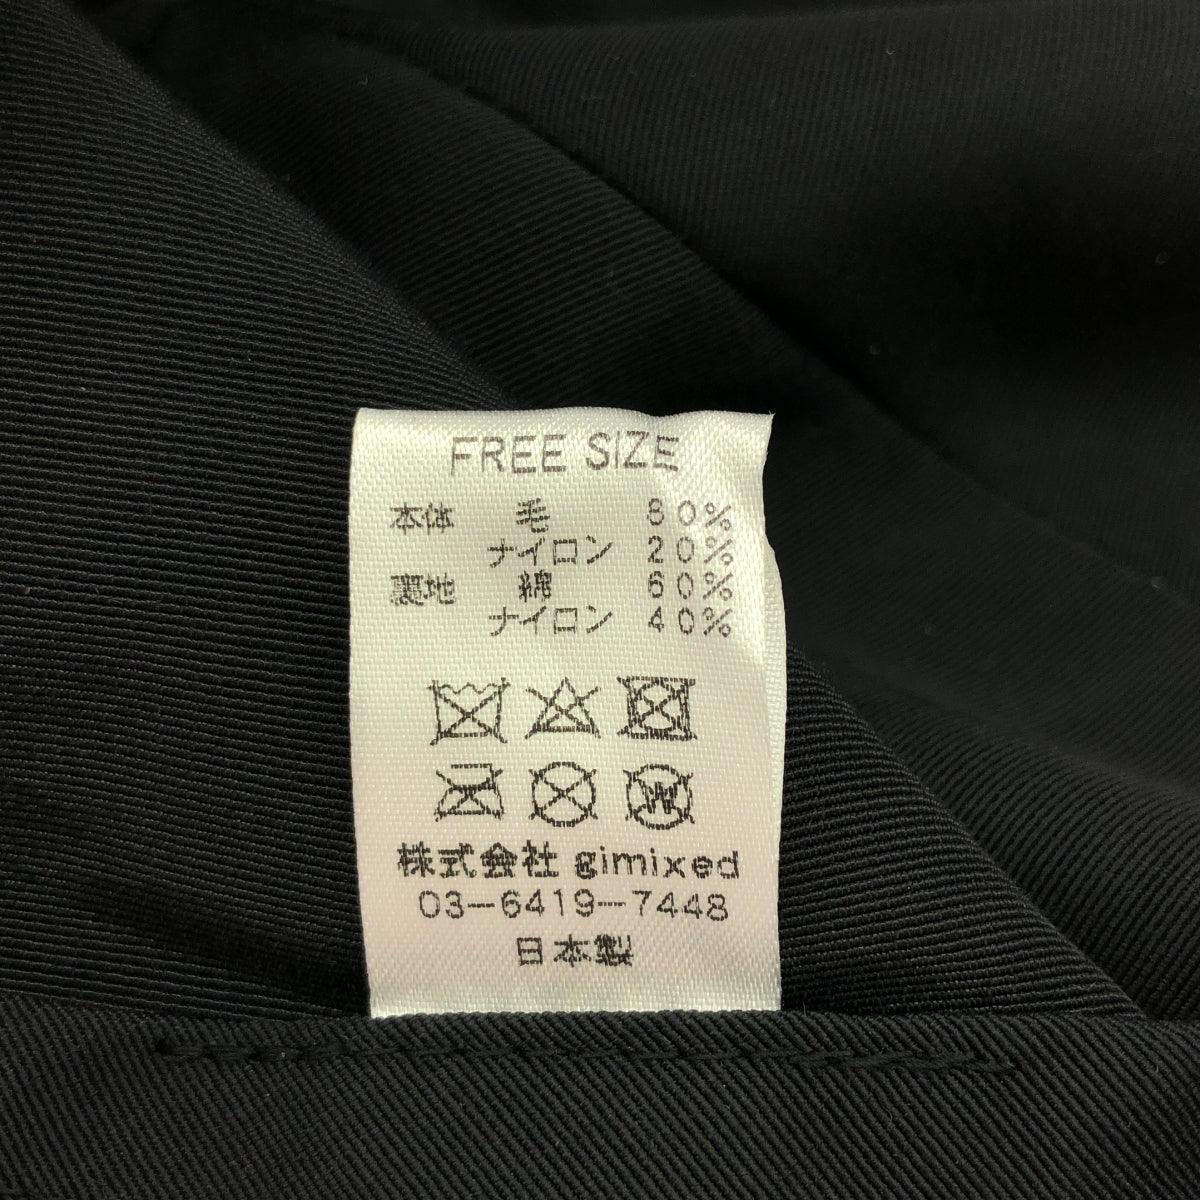 FREE SIZE
本体 毛 80%
ナイロン 20%
裏地 綿 60%
ナイロン 40%
W
株式会社 gimixed
03-6419-7448
日本製